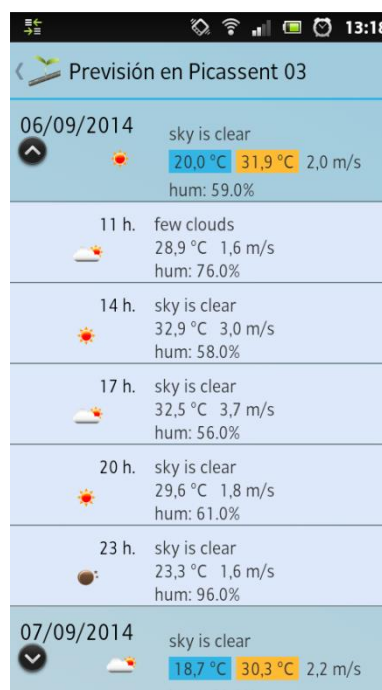 13:18
Previsión en Picassent 03
06/09/2014
sky is clear
20,0 °C 31,9 °C 2,0 m/s
hum: 59.0%
11 h. few clouds
28,9 °C 1,6 m/s
hum: 76.0%
14 h. sky is clear
32,9 °C 3,0 m/s
hum: 58.0%
17 h. sky is clear
32,5 °C 3,7 m/s
hum: 56.0%
20 h. sky is clear
29,6 °C 1,8 m/s
hum: 61.0%
23 h. sky is clear
23,3 °C 1,6 m/s
hum: 96.0%
07/09/2014
sky is clear
18,7 °C 30,3 °C 2,2 m/s